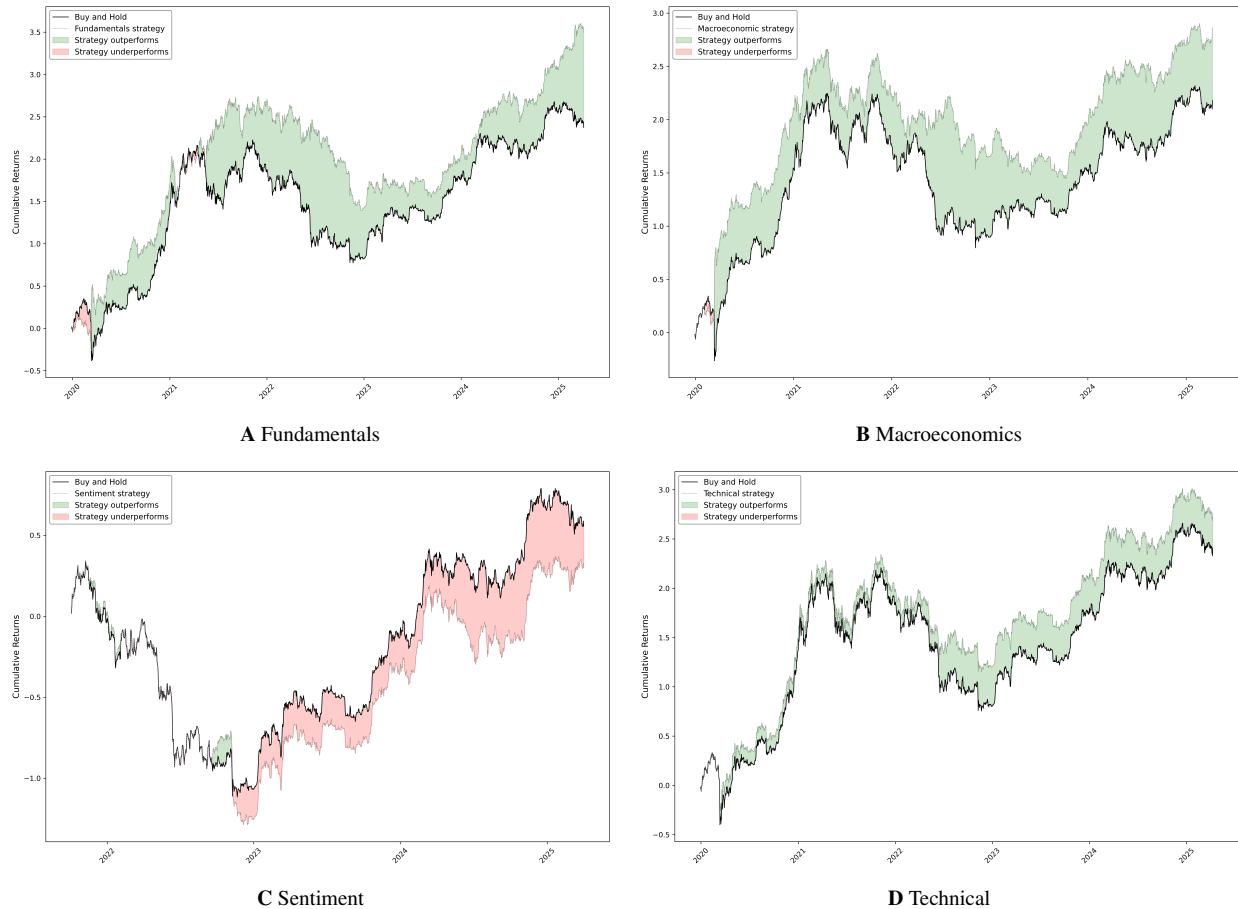 Buy and Hold
Fundamentals strategy
Strategy outperforms
Strategy underperforms
Cumulative Returns
3.5
3.0
2.5
2.0
1.5
1.0
0.5
0.0
−0.5
2020
2021
2022
2023
2024
2025
A Fundamentals
Buy and Hold
Macroeconomic strategy
Strategy outperforms
Strategy underperforms
Cumulative Returns
3.0
2.5
2.0
1.5
1.0
0.5
0.0
2020
2021
2022
2023
2024
2025
B Macroeconomics
Buy and Hold
Sentiment strategy
Strategy outperforms
Strategy underperforms
Cumulative Returns
0.5
0.0
−0.5
−1.0
2022
2023
2024
2025
C Sentiment
Buy and Hold
Technical strategy
Strategy outperforms
Strategy underperforms
Cumulative Returns
3.0
2.5
2.0
1.5
1.0
0.5
0.0
−0.5
2020
2021
2022
2023
2024
2025
D Technical